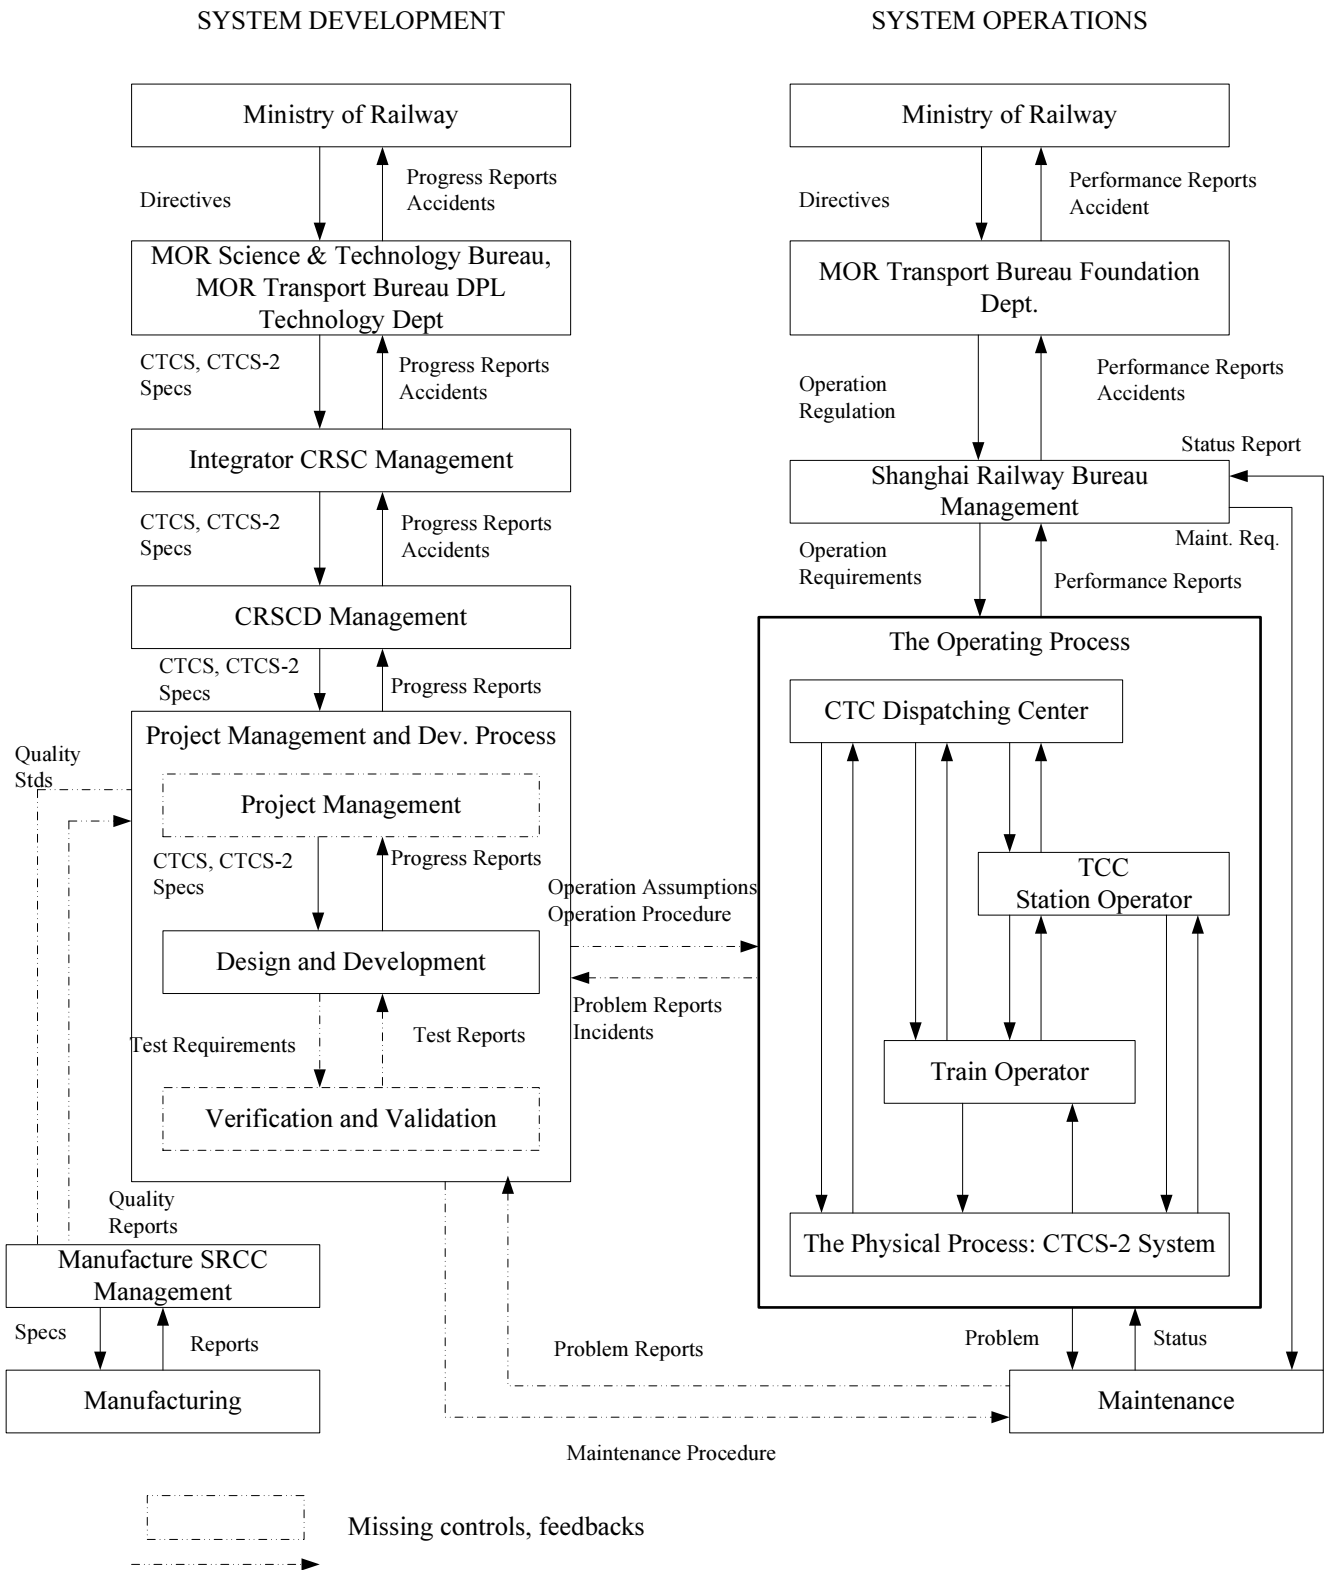 SYSTEM DEVELOPMENT
SYSTEM OPERATIONS
Ministry of Railway
Directives
Progress Reports
Accidents
MOR Science & Technology Bureau,
MOR Transport Bureau DPL
Technology Dept
CTCS, CTCS-2
Specs
Progress Reports
Accidents
Integrator CRSC Management
CTCS, CTCS-2
Specs
Progress Reports
Accidents
CRSCD Management
CTCS, CTCS-2
Specs
Progress Reports
Project Management and Dev. Process
Quality
Stds
Project Management
CTCS, CTCS-2
Specs
Progress Reports
Design and Development
Test Requirements
Test Reports
Verification and Validation
Quality
Reports
Manufacture SRCC
Management
Specs
Reports
Manufacturing
Operation Assumptions
Operation Procedure
Problem Reports
Incidents
Ministry of Railway
Directives
Performance Reports
Accident
MOR Transport Bureau Foundation
Dept.
Operation
Regulation
Performance Reports
Accidents
Status Report
Shanghai Railway Bureau
Management
Maint. Req.
Operation
Requirements
Performance Reports
The Operating Process
CTC Dispatching Center
TCC
Station Operator
Train Operator
The Physical Process: CTCS-2 System
Problem
Status
Problem Reports
Maintenance
Maintenance Procedure
Missing controls, feedbacks